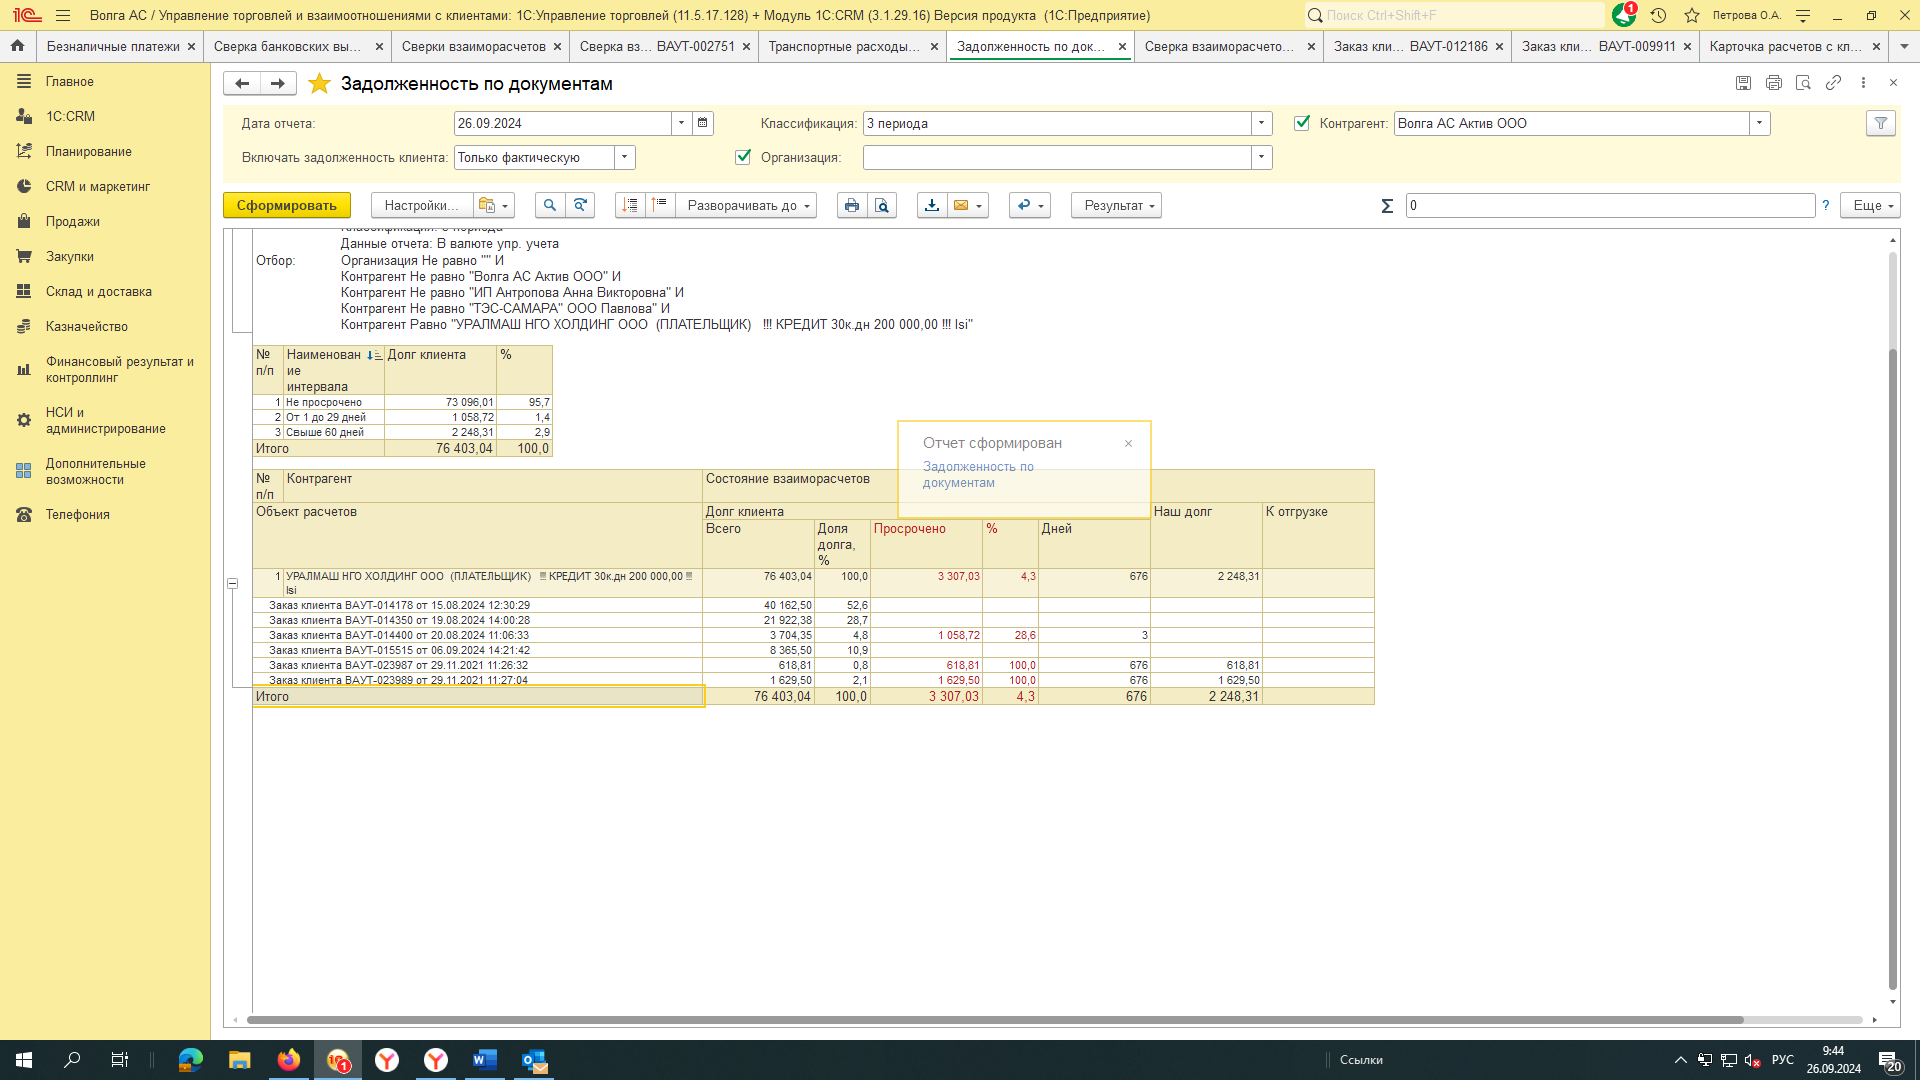 Волга АС / Управление торговлей и взаимоотношениями с клиентами: 1С:Управление торговлей (11.5.17.128) + Модуль 1С:CRM (3.1.29.16) Версия продукта (1С:Предприятие)
Поиск Ctrl+Shift+F
1
Петрова О.А.
Безналичные платежи
Сверка банковских вы...
Сверки взаиморасчетов
Сверка вз... ВАУТ-002751
Транспортные расходы...
Задолженность по док...
Сверка взаиморасчето...
Заказ кли... ВАУТ-012186
Заказ кли... ВАУТ-009911
Карточка расчетов с кл...
Главное
1С:CRM
Планирование
CRM и маркетинг
Продажи
Закупки
Склад и доставка
Казначейство
Финансовый результат и
контроллинг
НСИ и
администрирование
Дополнительные
возможности
Телефония
Задолженность по документам
Дата отчета: 26.09.2024
Классификация: 3 периода
Контрагент: Волга АС Актив ООО
Включать задолженность клиента: Только фактическую
Организация:
Сформировать
Настройки...
Разворачивать до
Результат
Σ 0
?
Еще
Классификация: 3 периода
Данные отчета: В валюте упр. учета
Отбор: Организация Не равно "" И
Контрагент Не равно "Волга АС Актив ООО" И
Контрагент Не равно "ИП Антропова Анна Викторовна" И
Контрагент Не равно "ТЭС-САМАРА" ООО Павлова" И
Контрагент Равно "УРАЛМАШ НГО ХОЛДИНГ ООО (ПЛАТЕЛЬЩИК) !!! КРЕДИТ 30к.дн 200 000,00 !!! lsi"
№ п/п Наименование интервала Долг клиента %
1 Не просрочено 73 096,01 95,7
2 От 1 до 29 дней 1 058,72 1,4
3 Свыше 60 дней 2 248,31 2,9
Итого 76 403,04 100,0
Отчет сформирован
Задолженность по
документам
№ п/п Контрагент Состояние взаиморасчетов
Объект расчетов Долг клиента Наш долг К отгрузке
Всего Доля долга, % Просрочено % Дней
1 УРАЛМАШ НГО ХОЛДИНГ ООО (ПЛАТЕЛЬЩИК) !!! КРЕДИТ 30к.дн 200 000,00 !!! lsi 76 403,04 100,0 3 307,03 4,3 676 2 248,31
Заказ клиента ВАУТ-014178 от 15.08.2024 12:30:29 40 162,50 52,6
Заказ клиента ВАУТ-014350 от 19.08.2024 14:00:28 21 922,38 28,7
Заказ клиента ВАУТ-014400 от 20.08.2024 11:06:33 3 704,35 4,8 1 058,72 28,6 3
Заказ клиента ВАУТ-015515 от 06.09.2024 14:21:42 8 365,50 10,9
Заказ клиента ВАУТ-023987 от 29.11.2021 11:26:32 618,81 0,8 618,81 100,0 676 618,81
Заказ клиента ВАУТ-023989 от 29.11.2021 11:27:04 1 629,50 2,1 1 629,50 100,0 676 1 629,50
Итого 76 403,04 100,0 3 307,03 4,3 676 2 248,31
1
Ссылки
РУС
9:44
26.09.2024
20